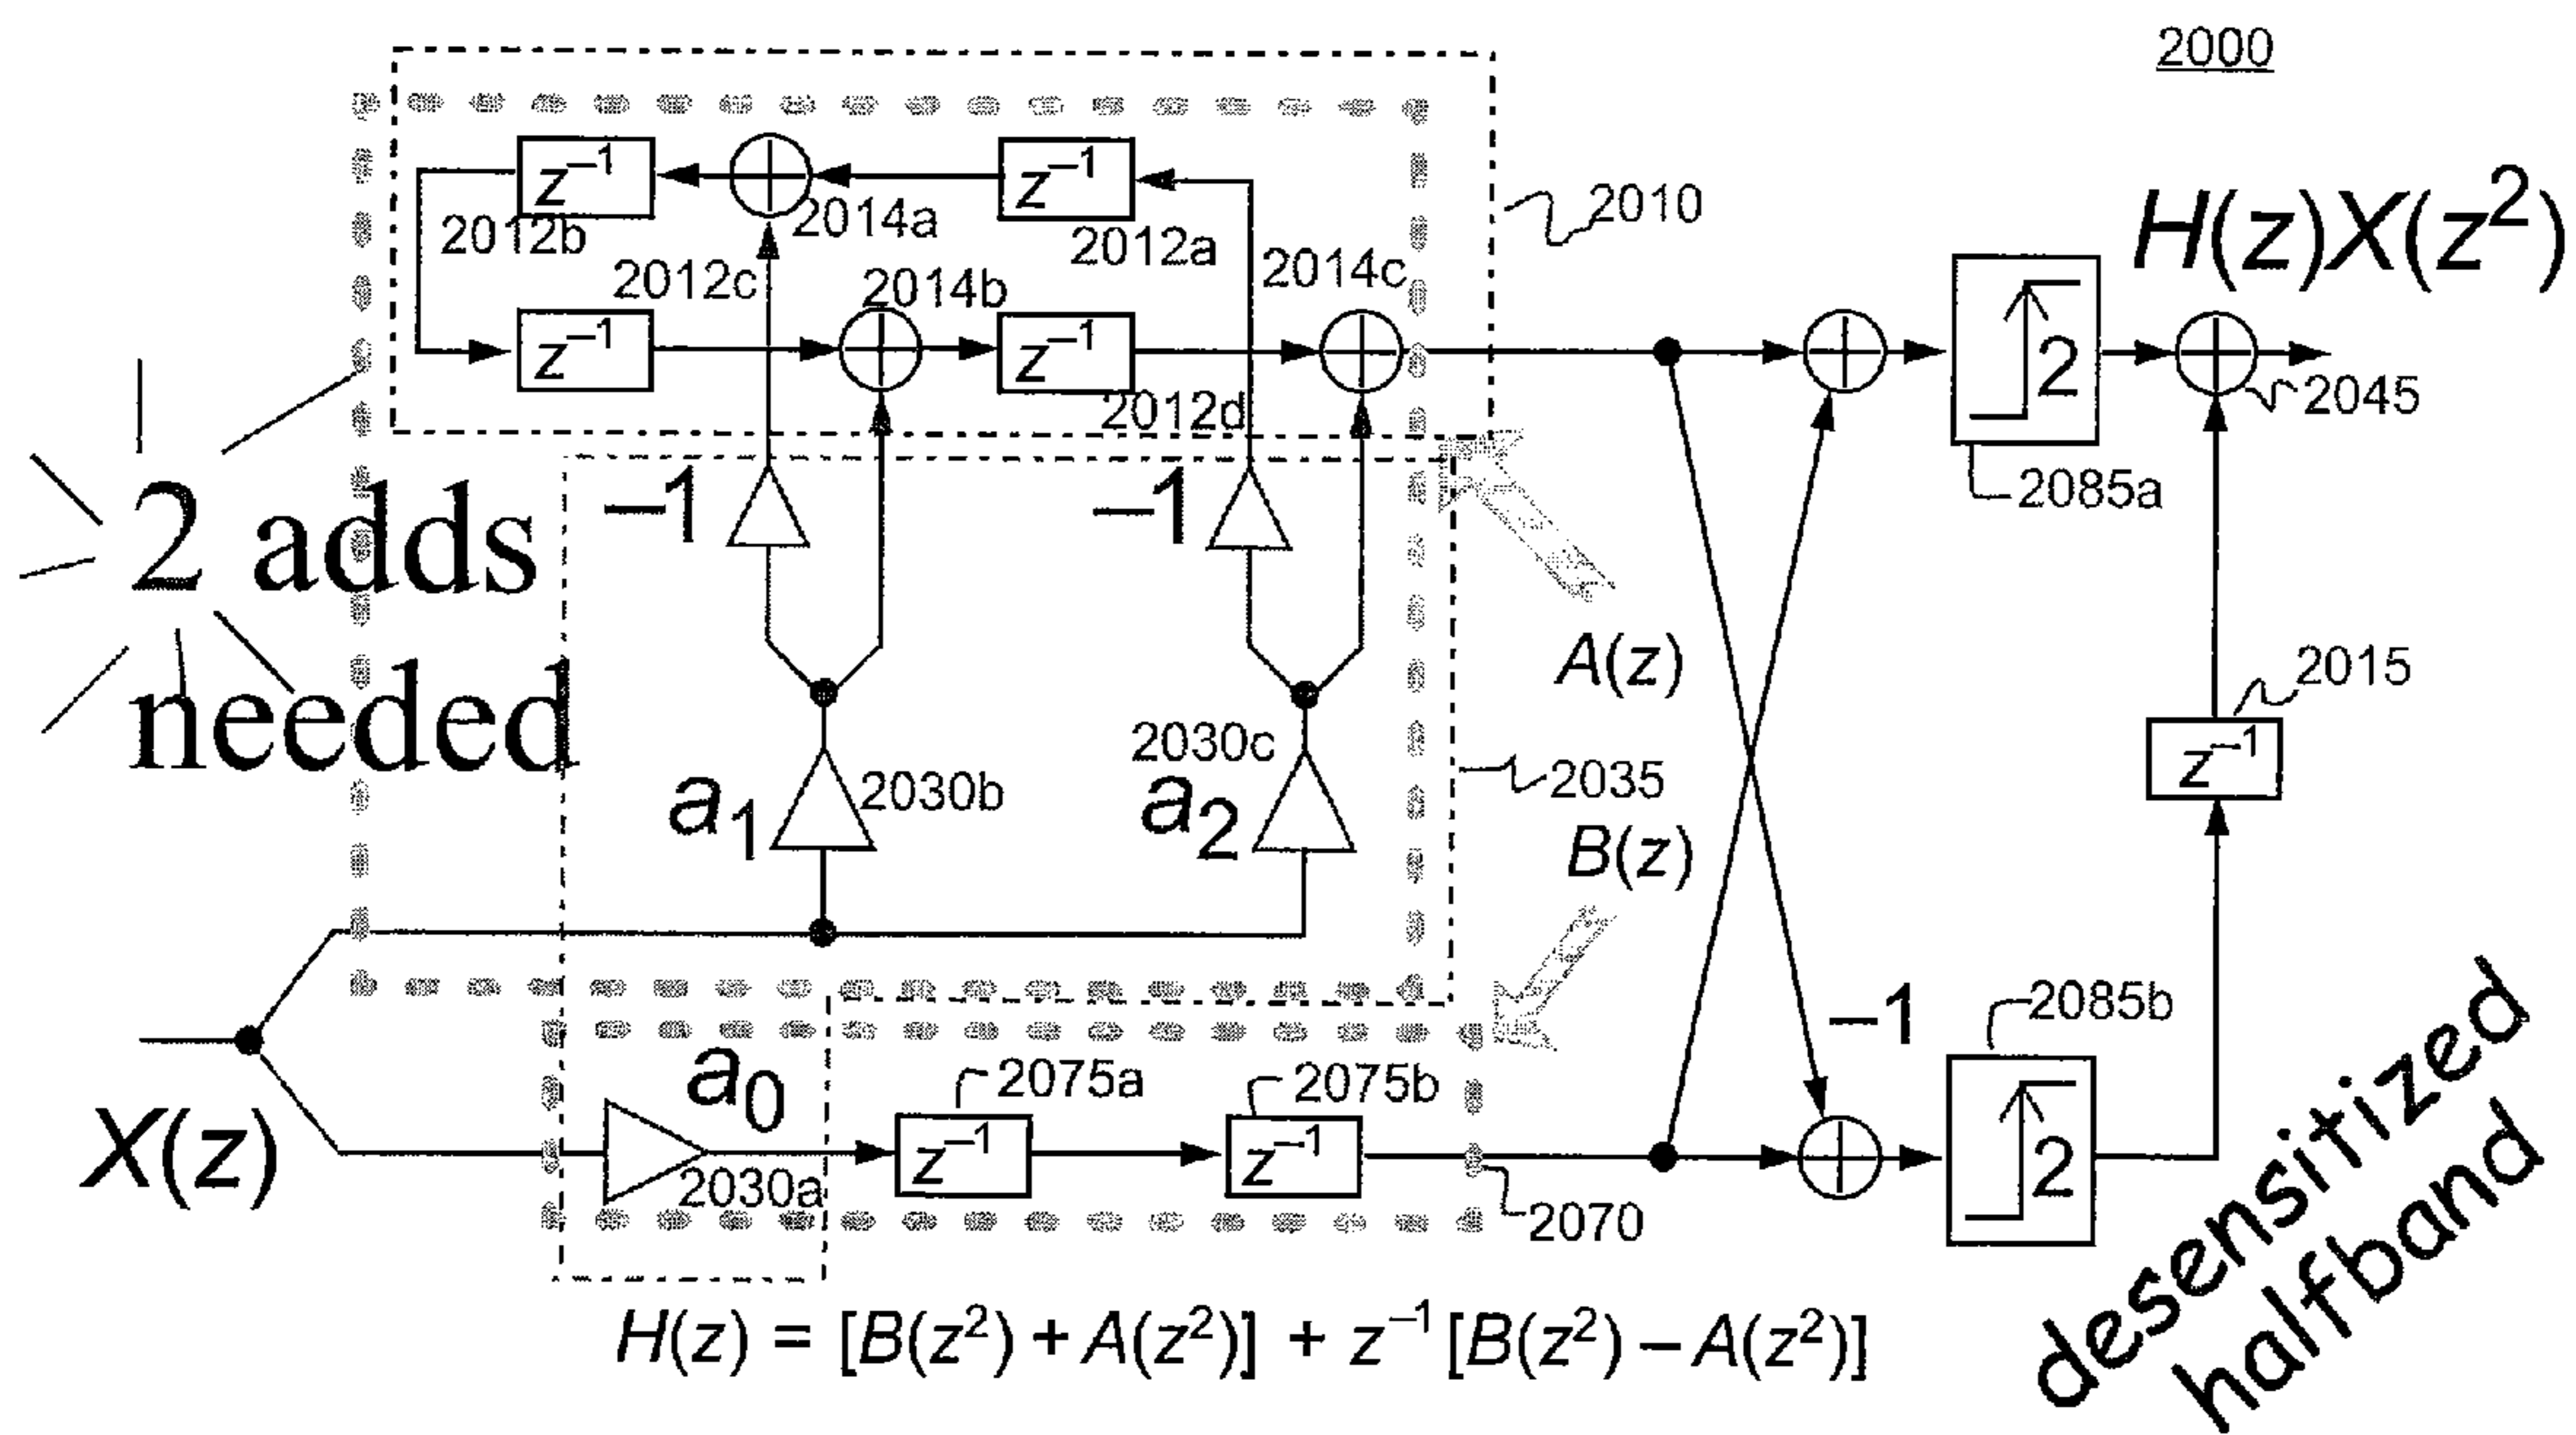 2000
z⁻¹
z⁻¹
2014a
2010
2012b
2012a
H(z)X(z²)
2012c
2014b
2014c
z⁻¹
z⁻¹
2
2012d
2045
–1
–1
2085a
2 adds
needed
A(z)
2015
z⁻¹
2030c
a₁
2030b
a₂
2035
B(z)
–1
2085b
a₀
2075a
2075b
X(z)
z⁻¹
z⁻¹
2
2030a
2070
desensitized
halfband
H(z) = [B(z²) + A(z²)] + z⁻¹ [B(z²) – A(z²)]